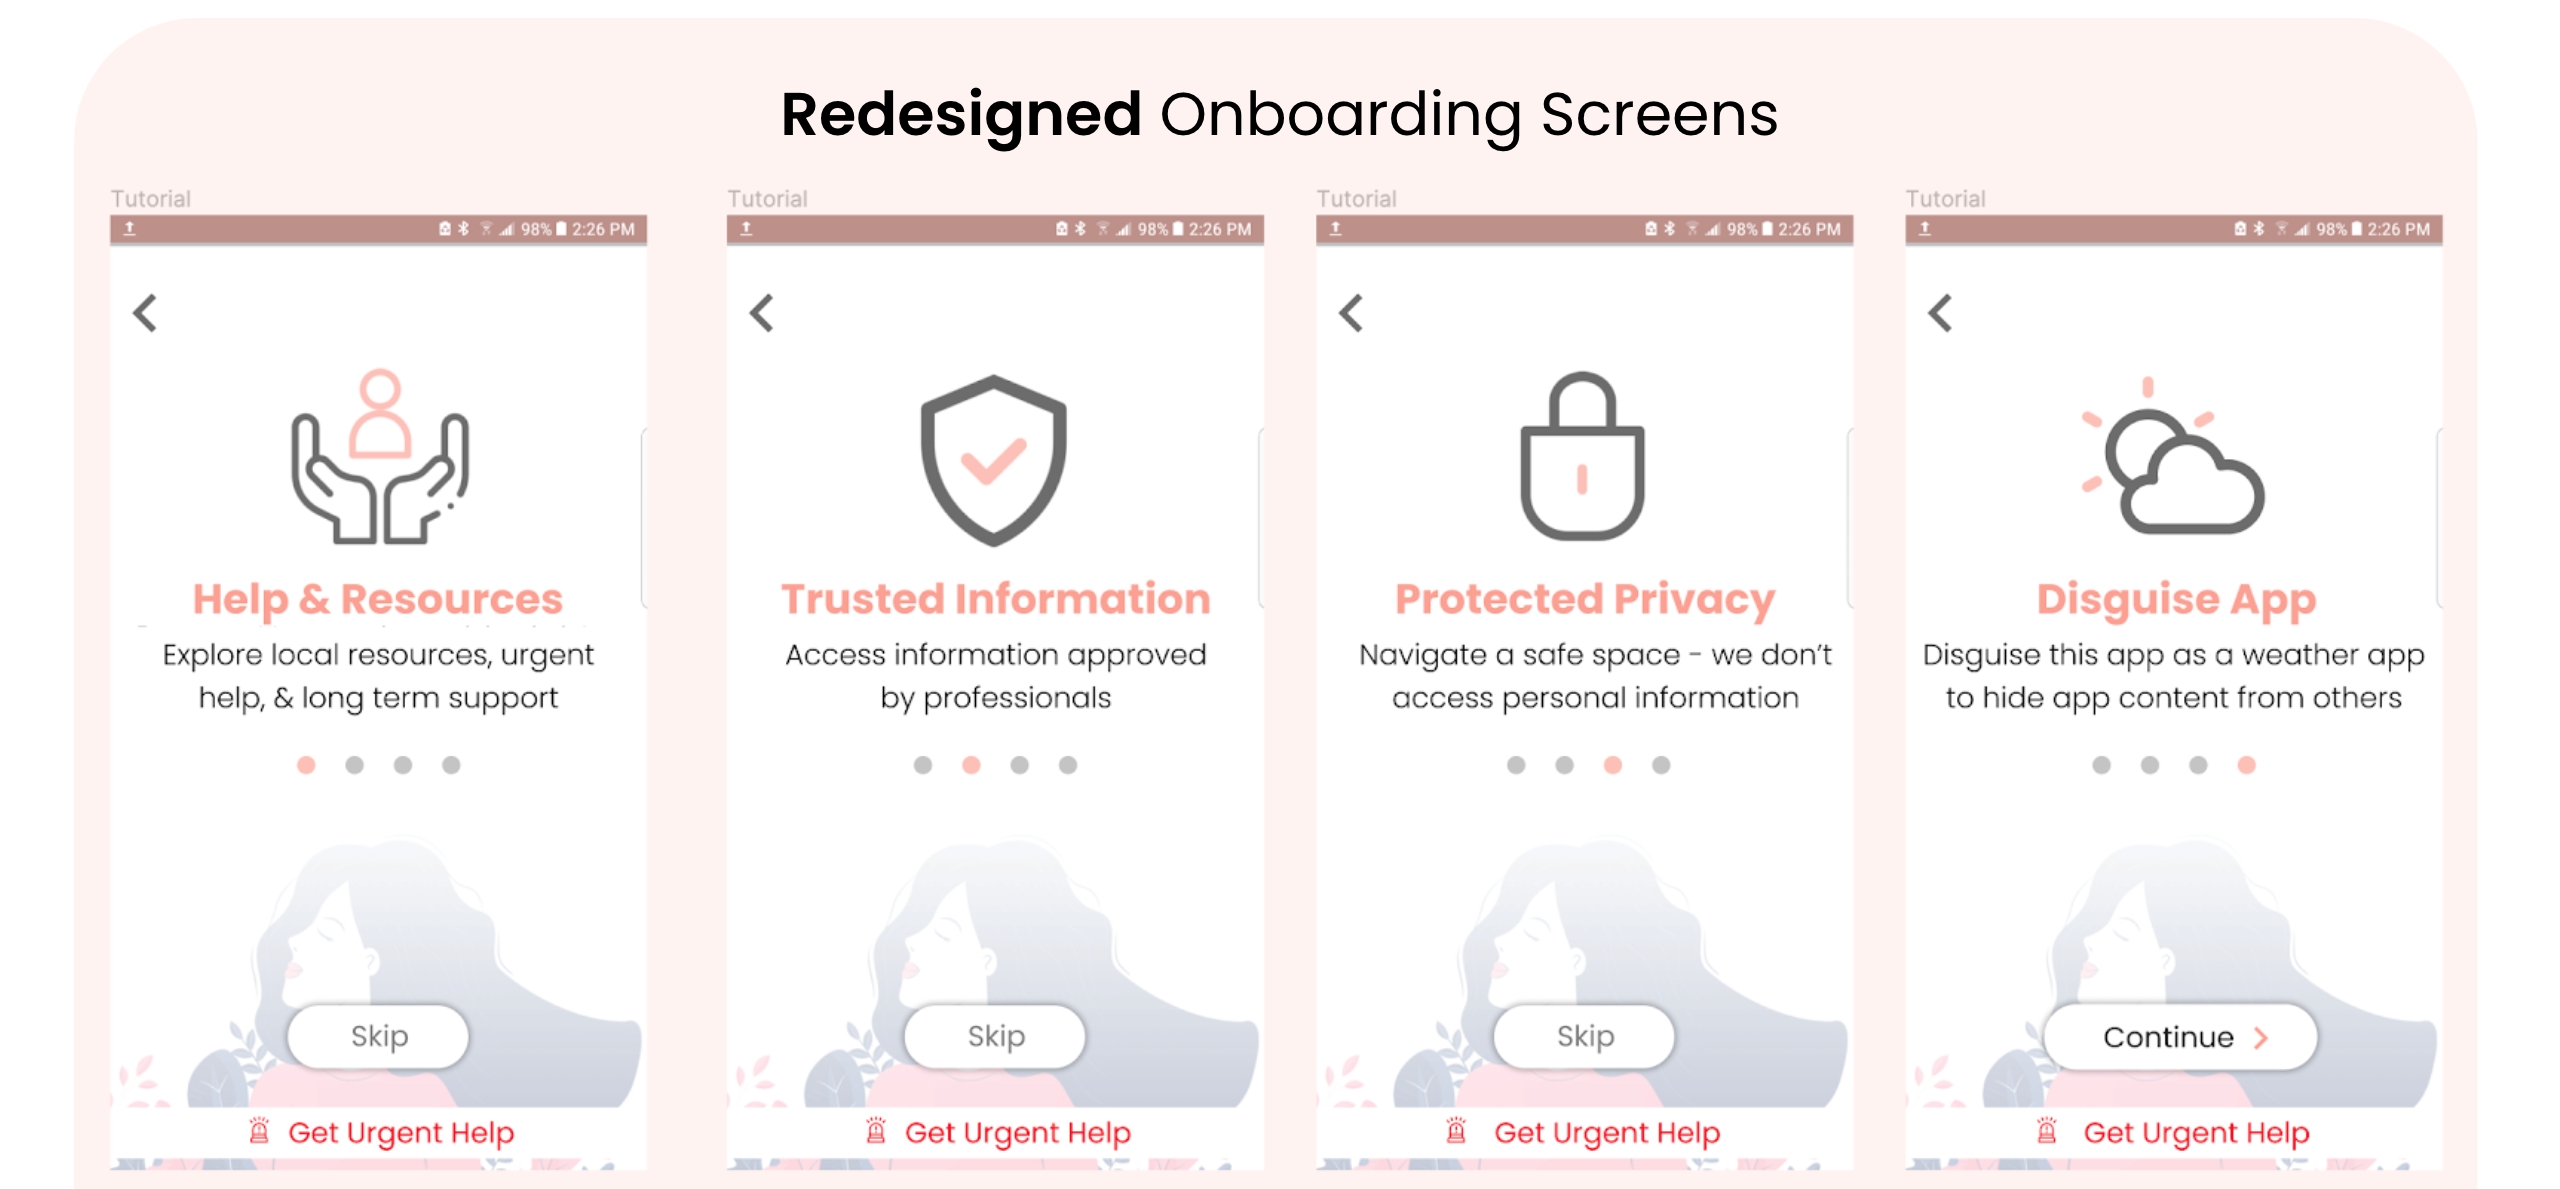 Redesigned Onboarding Screens
Tutorial
98% 2:26 PM
Help & Resources
Explore local resources, urgent
help, & long term support
Skip
Get Urgent Help
Tutorial
98% 2:26 PM
Trusted Information
Access information approved
by professionals
Skip
Get Urgent Help
Tutorial
98% 2:26 PM
Protected Privacy
Navigate a safe space - we don't
access personal information
Skip
Get Urgent Help
Tutorial
98% 2:26 PM
Disguise App
Disguise this app as a weather app
to hide app content from others
Continue
Get Urgent Help